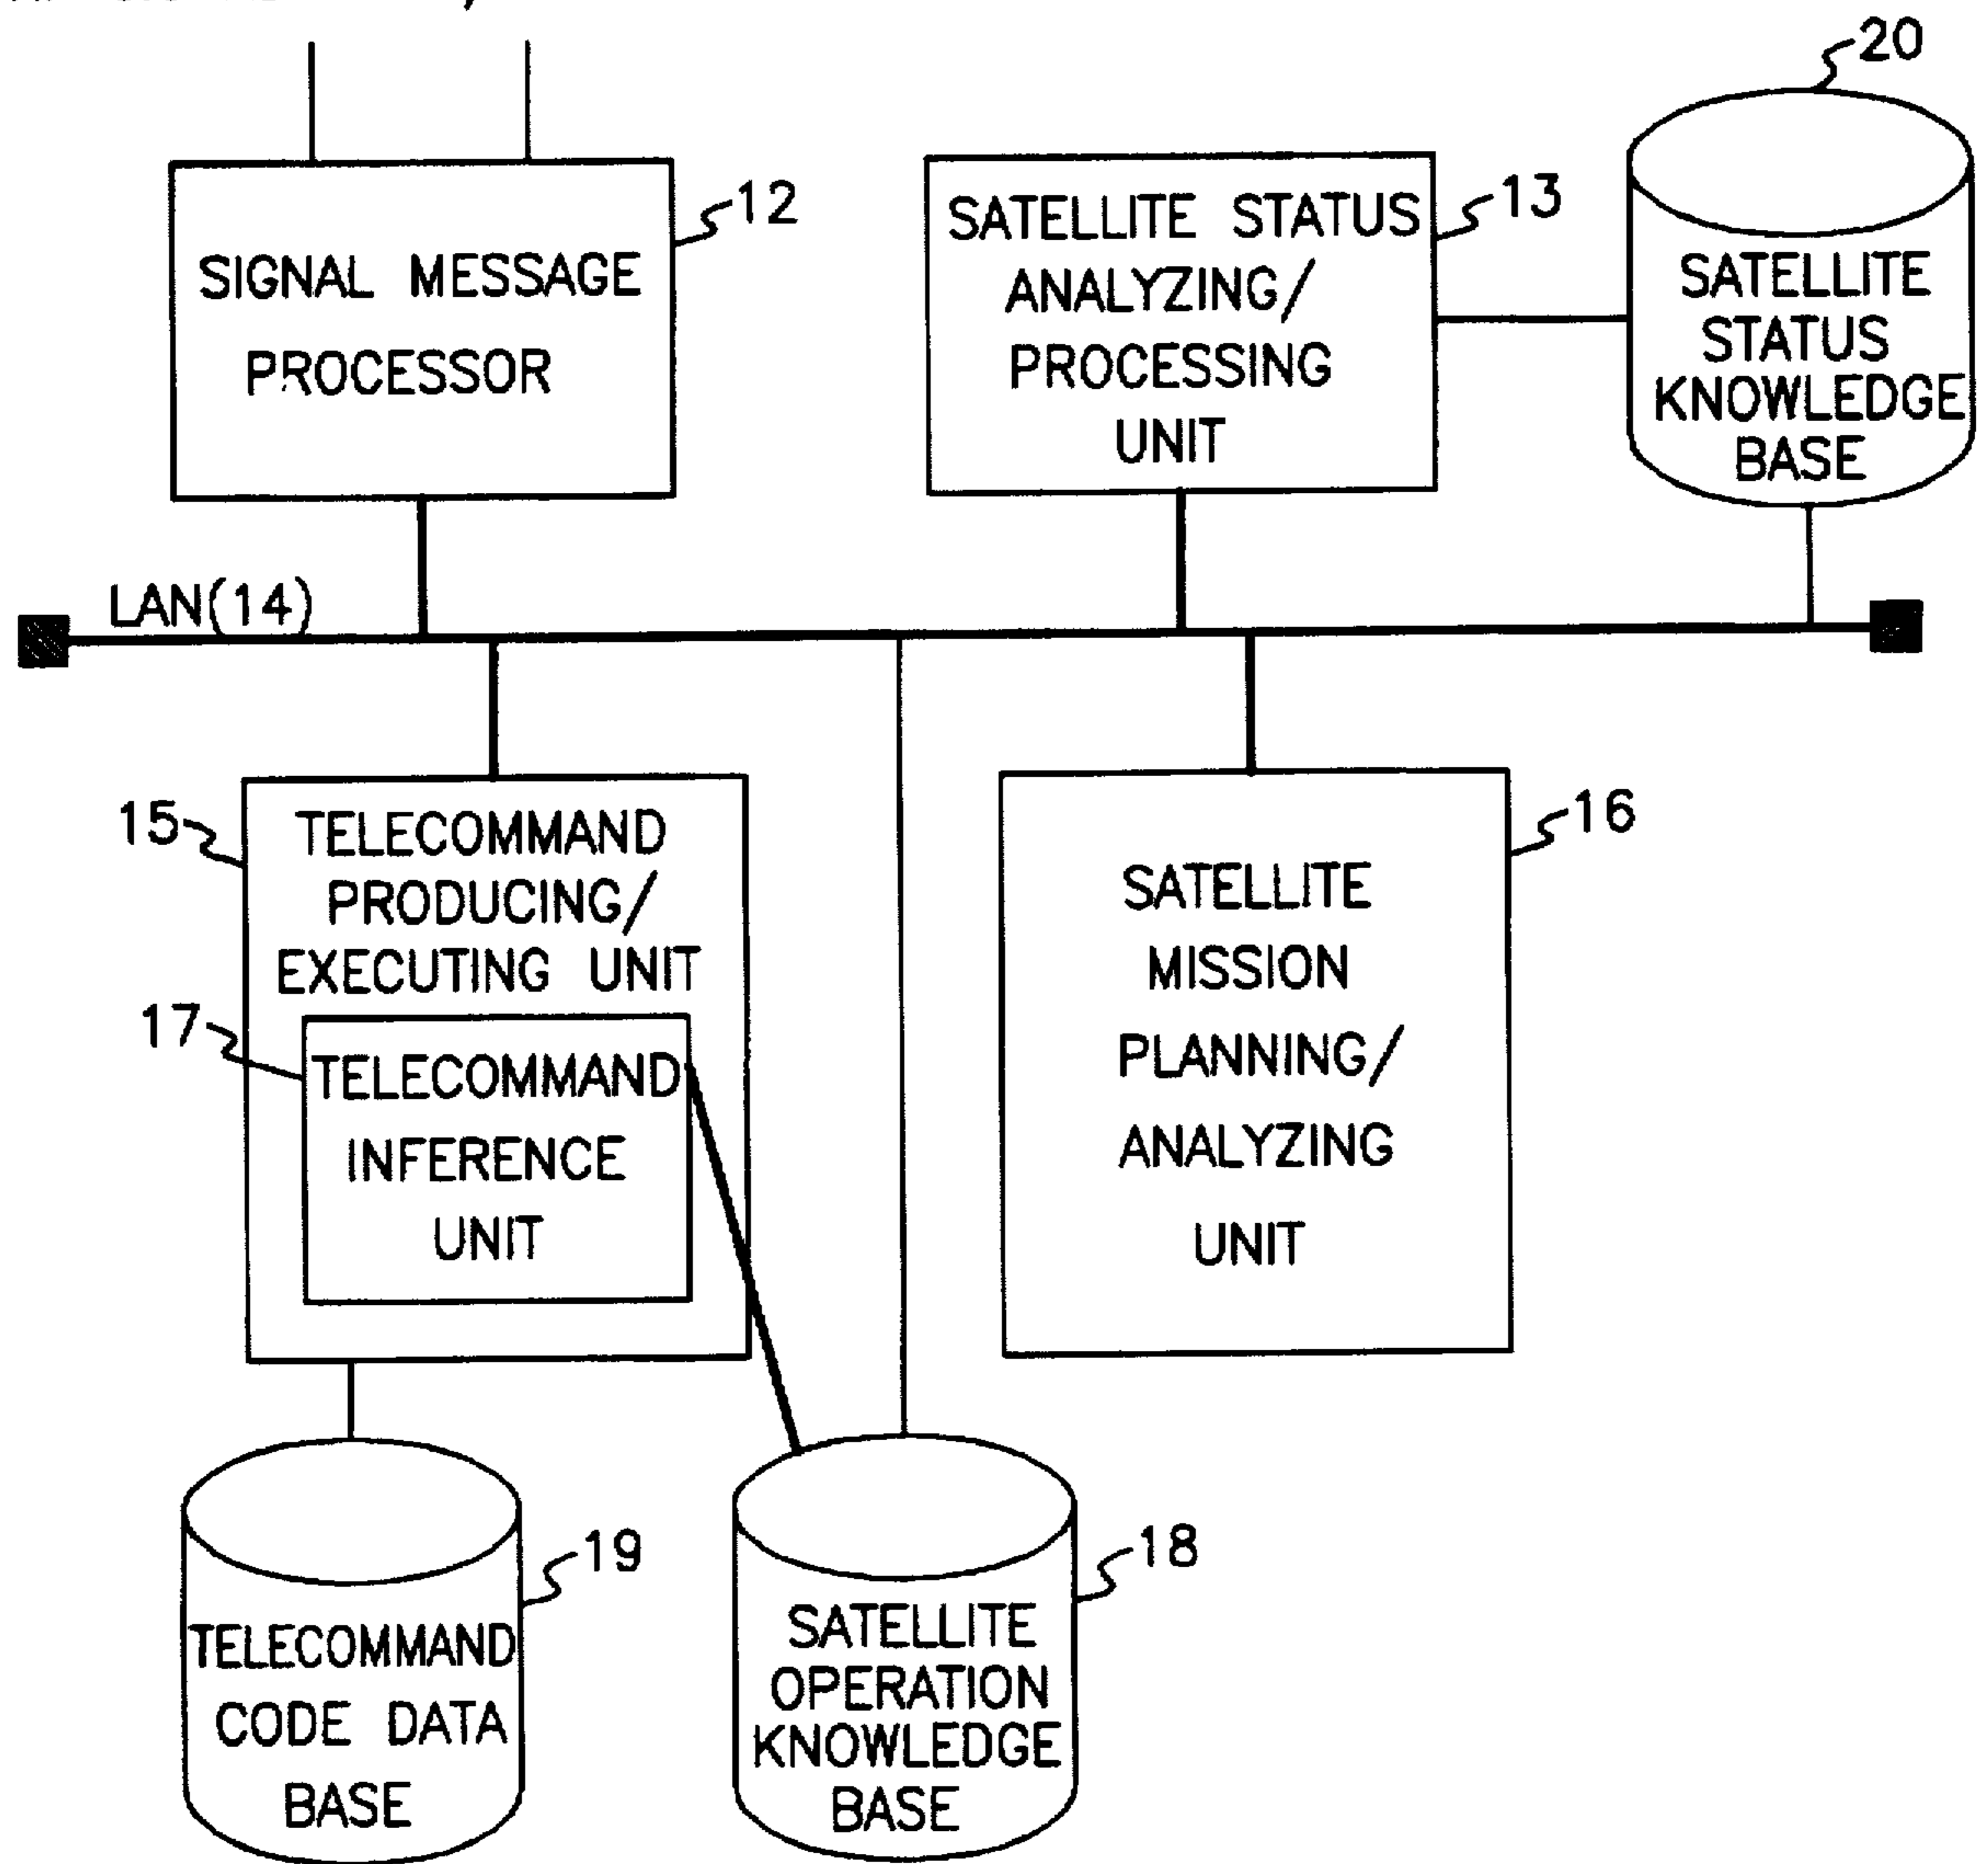 20
12
SIGNAL MESSAGE
PROCESSOR
13
SATELLITE STATUS
ANALYZING/
PROCESSING
UNIT
SATELLITE
STATUS
KNOWLEDGE
BASE
LAN(14)
15
TELECOMMAND
PRODUCING/
EXECUTING UNIT
17
TELECOMMAND
INFERENCE
UNIT
16
SATELLITE
MISSION
PLANNING/
ANALYZING
UNIT
19
TELECOMMAND
CODE DATA
BASE
18
SATELLITE
OPERATION
KNOWLEDGE
BASE